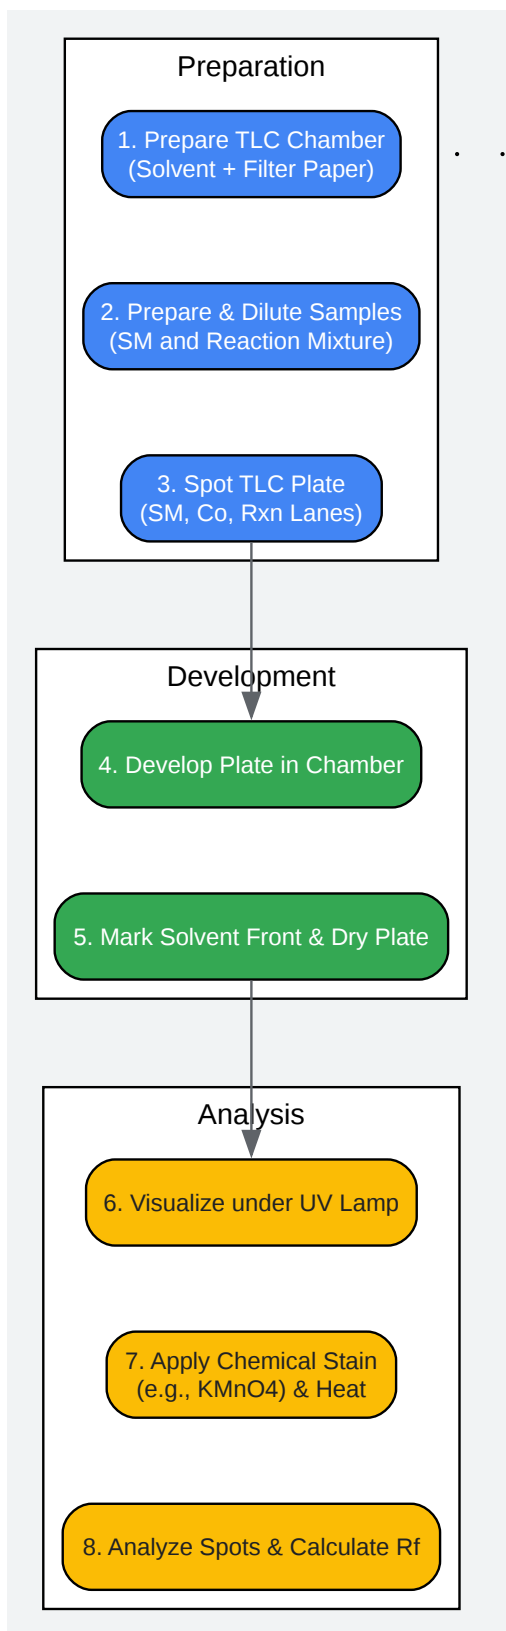 Preparation
1. Prepare TLC Chamber
(Solvent + Filter Paper)
2. Prepare & Dilute Samples
(SM and Reaction Mixture)
3. Spot TLC Plate
(SM, Co, Rxn Lanes)
Development
4. Develop Plate in Chamber
5. Mark Solvent Front & Dry Plate
Analysis
6. Visualize under UV Lamp
7. Apply Chemical Stain
(e.g., KMnO4) & Heat
8. Analyze Spots & Calculate Rf